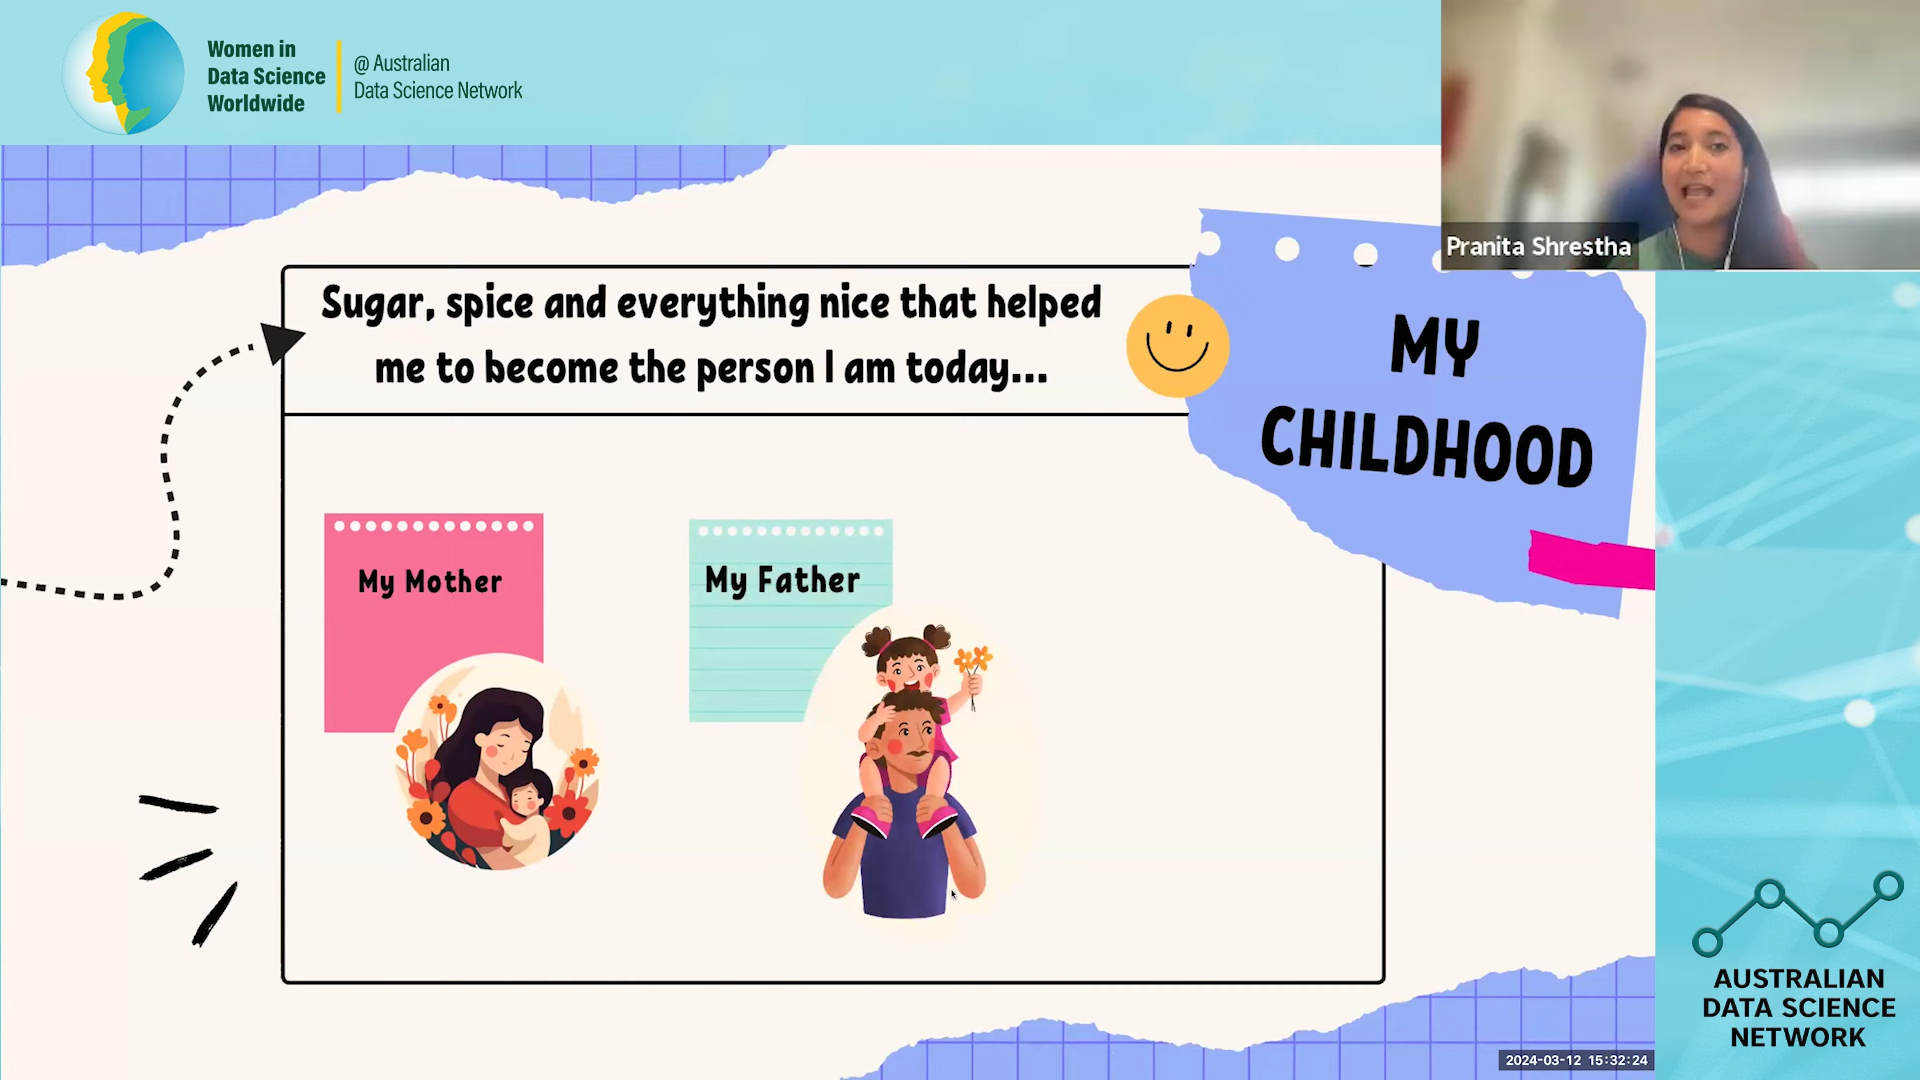 Women in
Data Science
Worldwide
@ Australian
Data Science Network
Pranita Shrestha
Sugar, spice and everything nice that helped
me to become the person I am today...
MY
CHILDHOOD
My Mother
My Father
AUSTRALIAN
DATA SCIENCE
NETWORK
2024-03-12 15:32:24